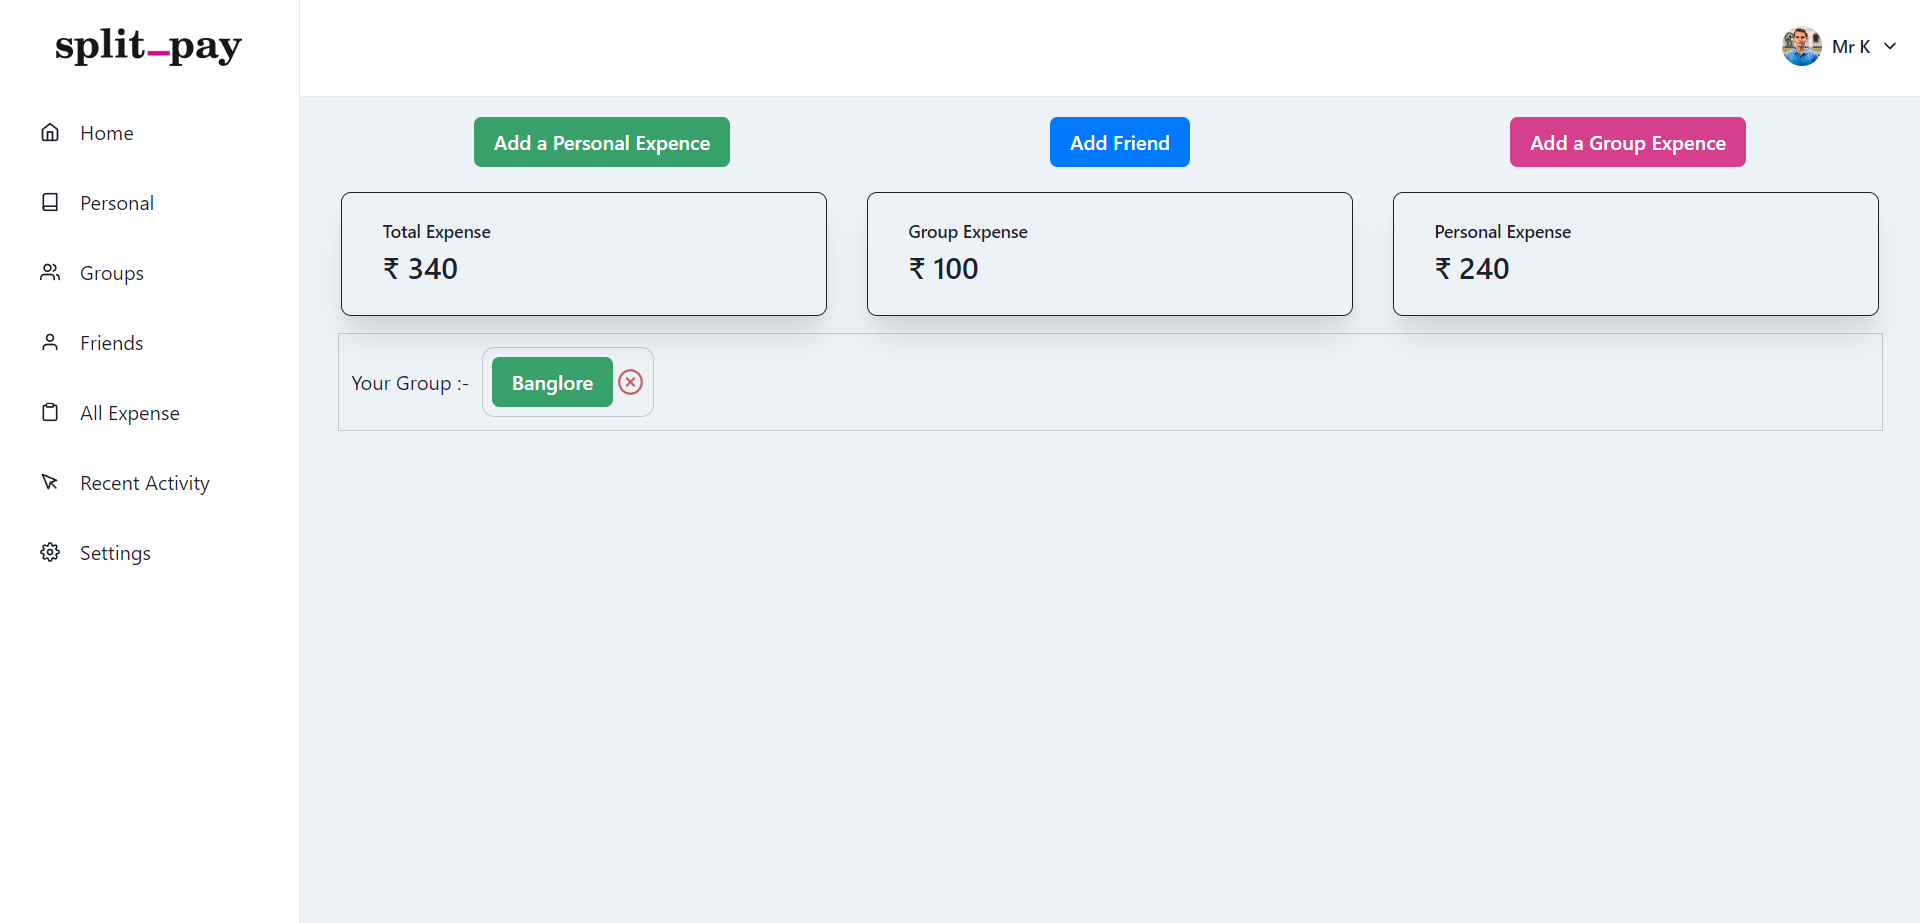 split_pay
Mr K
Home
Personal
Groups
Friends
All Expense
Recent Activity
Settings
Add a Personal Expence
Add Friend
Add a Group Expence
Total Expense
₹ 340
Group Expense
₹ 100
Personal Expense
₹ 240
Your Group :-
Banglore